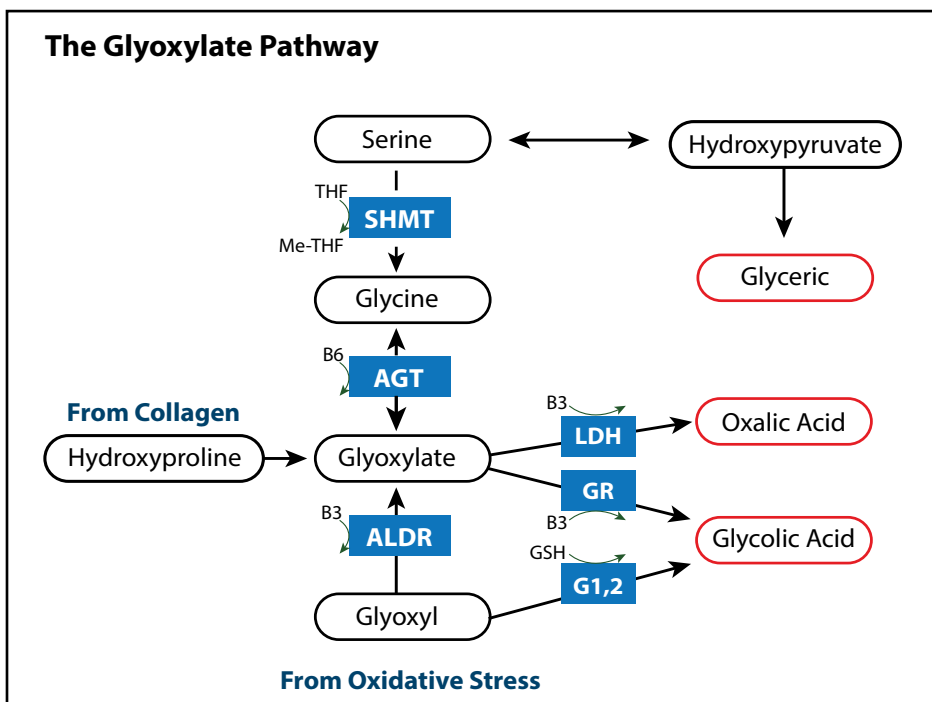 The Glyoxylate Pathway
Serine
Hydroxypyruvate
THF
SHMT
Me-THF
Glyceric
Glycine
B6
AGT
From Collagen
B3
LDH
Oxalic Acid
Hydroxyproline
Glyoxylate
GR
B3
ALDR
B3
Glycolic Acid
GSH
G1,2
Glyoxyl
From Oxidative Stress